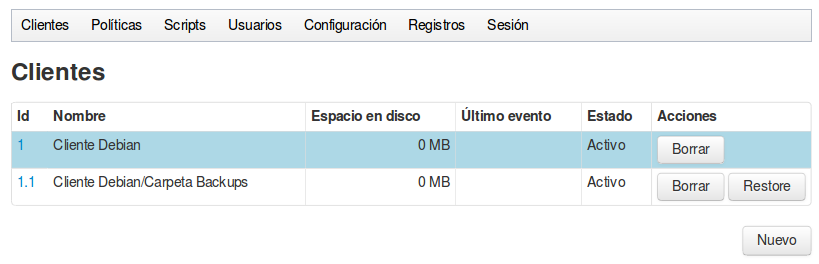 Clientes Políticas Scripts Usuarios Configuración Registros Sesión
Clientes
Id Nombre Espacio en disco Último evento Estado Acciones
1 Cliente Debian 0 MB Activo Borrar
1.1 Cliente Debian/Carpeta Backups 0 MB Activo Borrar Restore
Nuevo